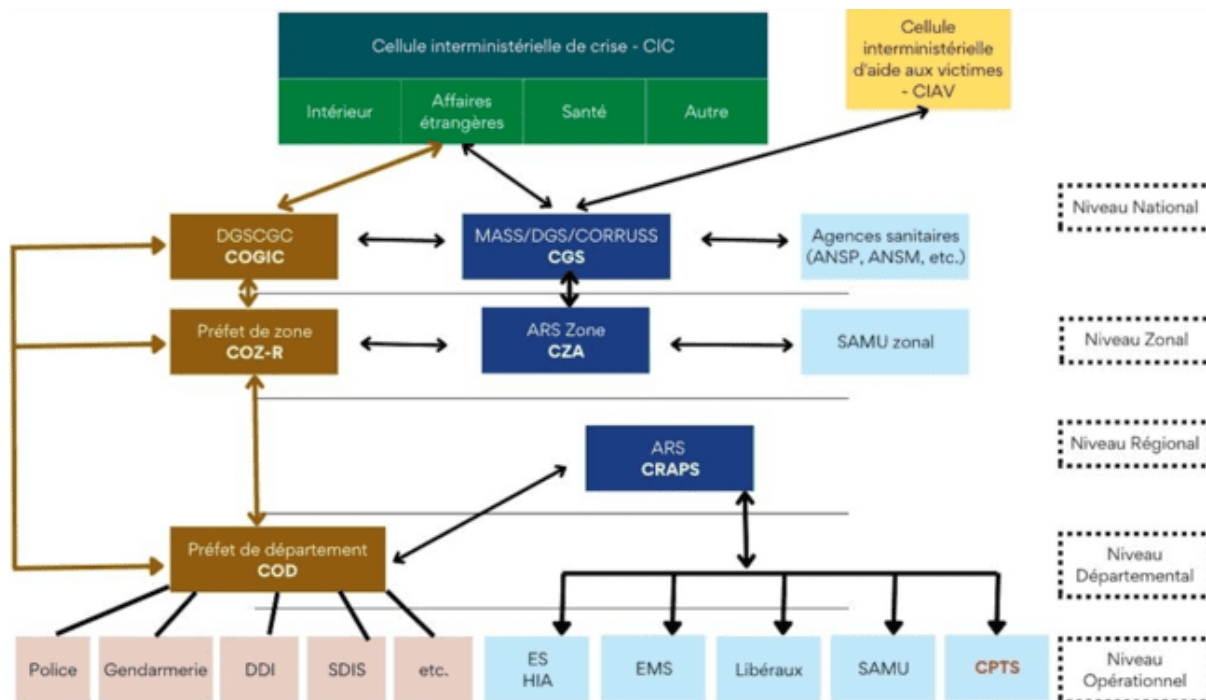 Cellule interministérielle de crise - CIC
Intérieur
Affaires
étrangères
Santé
Autre
Cellule
interministérielle
d'aide aux victimes
- CIAV
DGSCGC
COGIC
MASS/DGS/CORRUSS
CGS
Agences sanitaires
(ANSP, ANSM, etc.)
Niveau National
Préfet de zone
COZ-R
ARS Zone
CZA
SAMU zonal
Niveau Zonal
ARS
CRAPS
Niveau Régional
Préfet de département
COD
Niveau
Départemental
Police
Gendarmerie
DDI
SDIS
etc.
ES
HIA
EMS
Libéraux
SAMU
CPTS
Niveau
Opérationnel